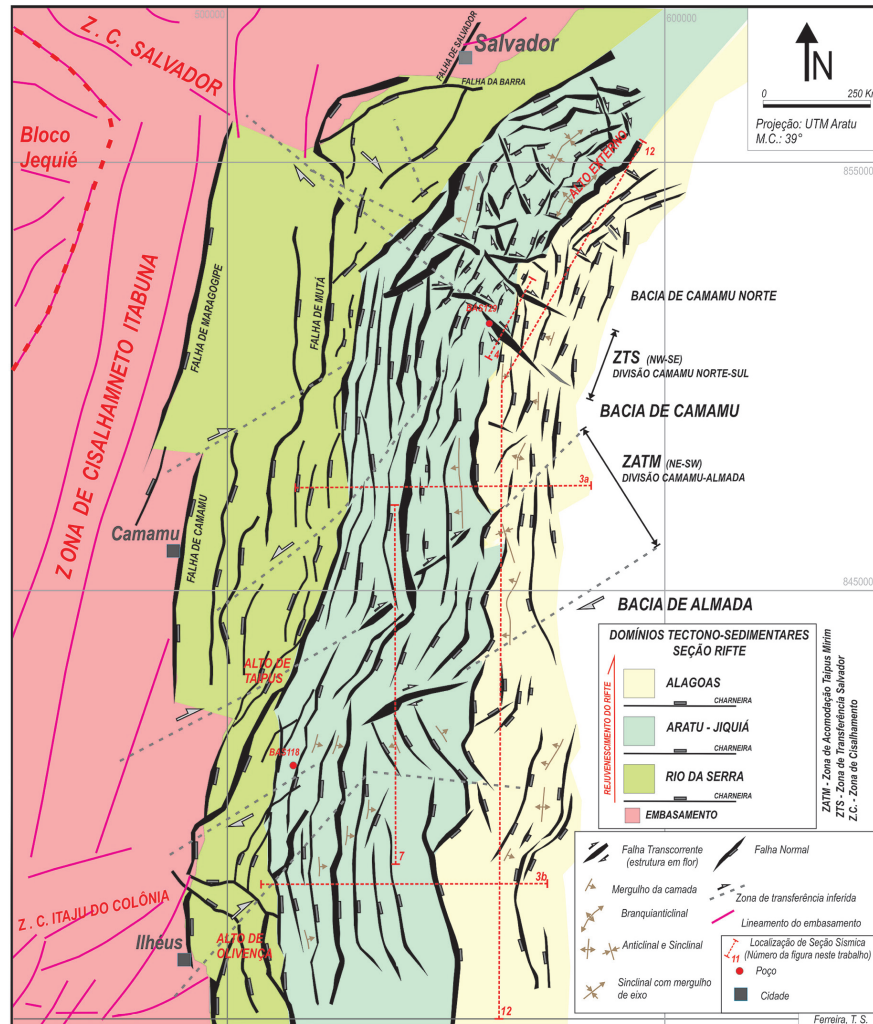 500000
600000
Z. C. SALVADOR
FALHA DE SALVADOR
Salvador
FALHA DA BARRA
N
0
250 Km
Projeção: UTM Aratu
M.C.: 39°
Bloco
Jequié
12
855000
ALTO EXTERNO
FALHA DE MARAGOGIPE
FALHA DE MUTÁ
BACIA DE CAMAMU NORTE
BAS129
4
ZTS (NW-SE)
DIVISÃO CAMAMU NORTE-SUL
BACIA DE CAMAMU
ZONA DE CISALHAMNETO ITABUNA
ZATM (NE-SW)
DIVISÃO CAMAMU-ALMADA
3a
Camamu
FALHA DE CAMAMU
845000
BACIA DE ALMADA
ALTO DE
TAIPUS
BAS118
DOMÍNIOS TECTONO-SEDIMENTARES
SEÇÃO RIFTE
REJUVENESCIMENTO DO RIFTE
ALAGOAS
CHARNEIRA
ARATU - JIQUIÁ
CHARNEIRA
RIO DA SERRA
CHARNEIRA
EMBASAMENTO
ZATM - Zona de Acomodação Taipus Mirim
ZTS - Zona de Transferência Salvador
Z.C. - Zona de Cisalhamento
7
3b
Z. C. ITAJU DO COLÔNIA
Ilhéus
ALTO DE
OLIVENÇA
12
Falha Transcorrente
(estrutura em flor)
Falha Normal
Mergulho da camada
Zona de transferência inferida
Branquianticlinal
Lineamento do embasamento
Anticlinal e Sinclinal
Sinclinal com mergulho
de eixo
Localização de Seção Sísmica
(Número da figura neste trabalho)
11
Poço
Cidade
Ferreira, T. S.